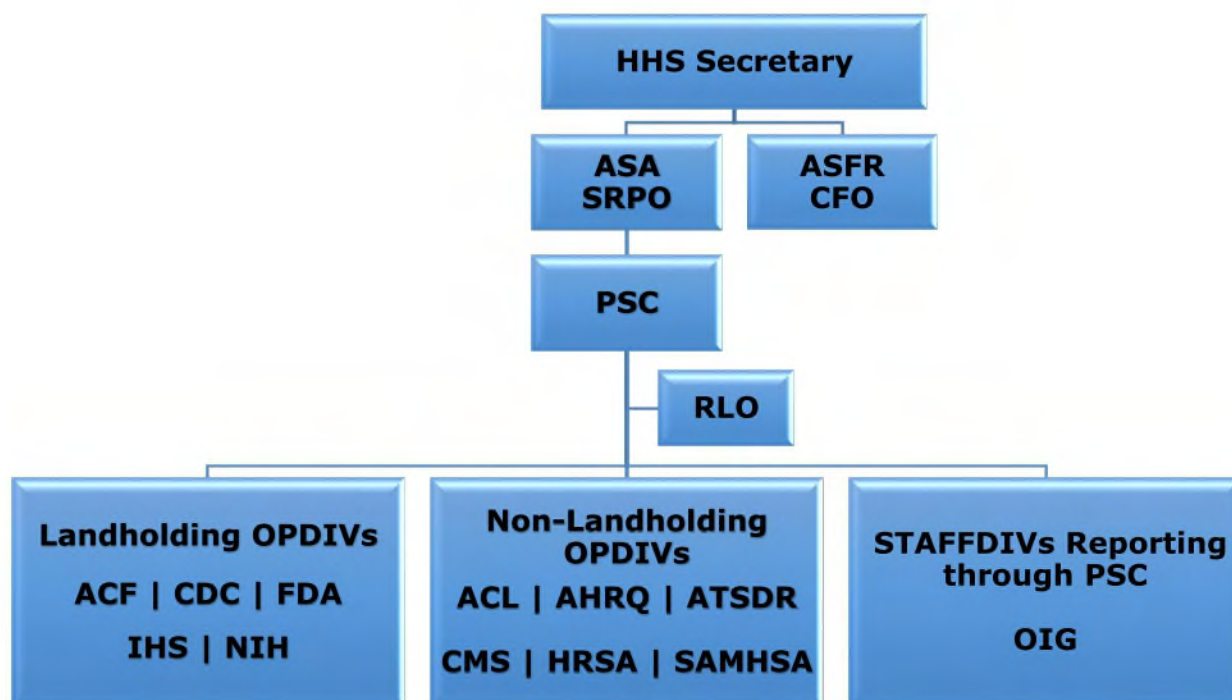 HHS Secretary
ASA
SRPO
ASFR
CFO
PSC
RLO
Landholding OPDIVs
ACF | CDC | FDA
IHS | NIH
Non-Landholding
OPDIVs
ACL | AHRQ | ATSDR
CMS | HRSA | SAMHSA
STAFFDIVs Reporting
through PSC
OIG